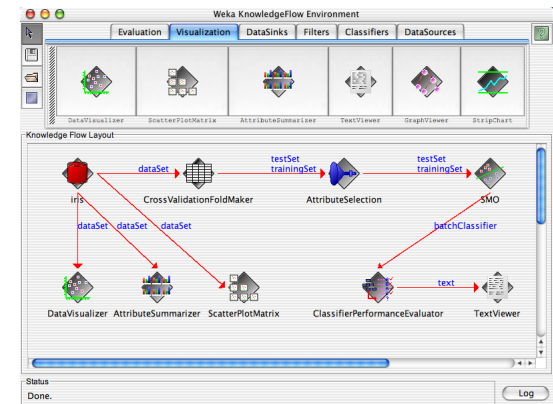 Weka KnowledgeFlow Environment
Evaluation Visualization DataSinks Filters Classifiers DataSources
DataVisualizer ScatterPlotMatrix AttributeSummarizer TextViewer GraphViewer StripChart
Knowledge Flow Layout
testSet testSet
dataSet trainingSet trainingSet
iris CrossValidationFoldMaker AttributeSelection SMO
dataSet dataSet dataSet batchClassifier
text
DataVisualizer AttributeSummarizer ScatterPlotMatrix ClassifierPerformanceEvaluator TextViewer
Status
Done. Log